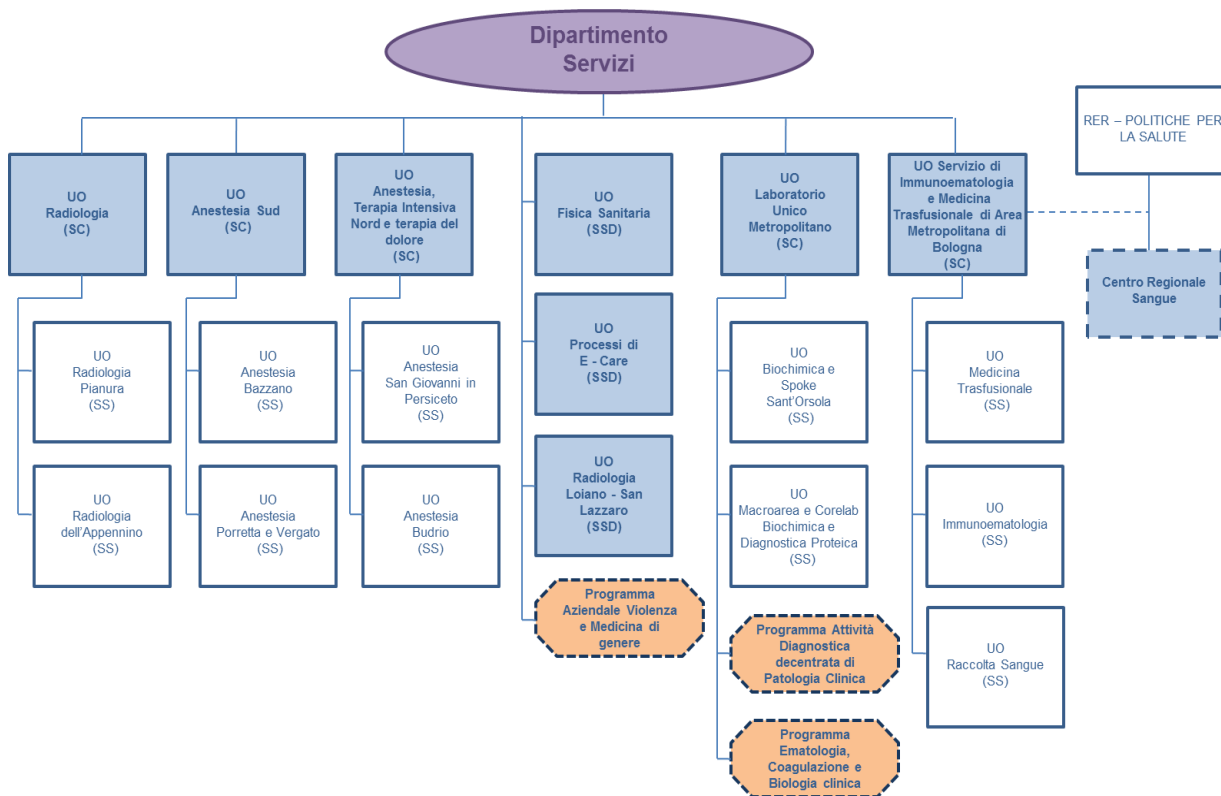 Dipartimento
Servizi
RER – POLITICHE PER
LA SALUTE
UO
Radiologia
(SC)
UO
Anestesia Sud
(SC)
UO
Anestesia,
Terapia Intensiva
Nord e terapia del
dolore
(SC)
UO
Fisica Sanitaria
(SSD)
UO
Laboratorio
Unico
Metropolitano
(SC)
UO Servizio di
Immunoematologia
e Medicina
Trasfusionale di Area
Metropolitana di
Bologna
(SC)
Centro Regionale
Sangue
UO
Radiologia
Pianura
(SS)
UO
Anestesia
Bazzano
(SS)
UO
Anestesia
San Giovanni in
Persiceto
(SS)
UO
Processi di
E - Care
(SSD)
UO
Biochimica e
Spoke
Sant'Orsola
(SS)
UO
Medicina
Trasfusionale
(SS)
UO
Radiologia
dell'Appennino
(SS)
UO
Anestesia
Porretta e Vergato
(SS)
UO
Anestesia
Budrio
(SS)
UO
Radiologia
Loiano - San
Lazzaro
(SSD)
UO
Macroarea e Corelab
Biochimica e
Diagnostica Proteica
(SS)
UO
Immunoematologia
(SS)
Programma
Aziendale Violenza
e Medicina di
genere
Programma Attività
Diagnostica
decentrata di
Patologia Clinica
UO
Raccolta Sangue
(SS)
Programma
Ematologia,
Coagulazione e
Biologia clinica